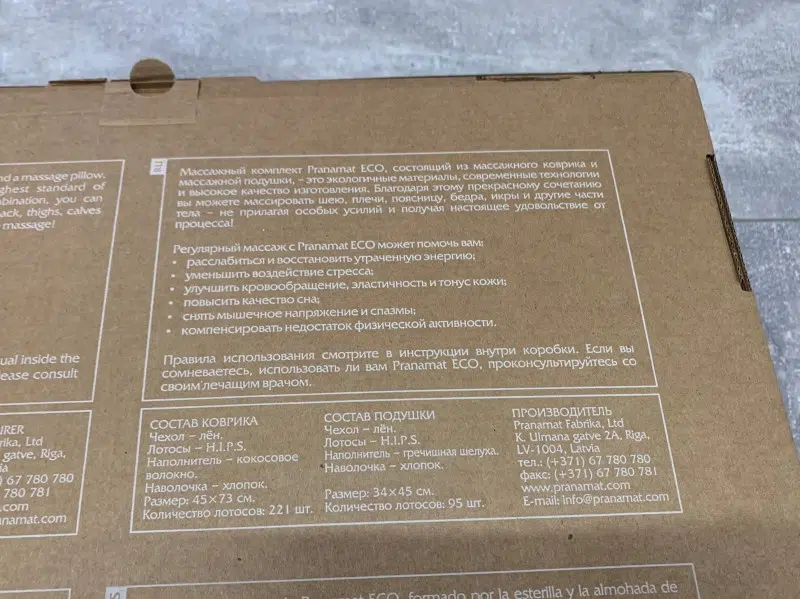 nd a massage pillow.
ghest standard of
bination, you can
ack, thighs, calves
massage!
ual inside the
lease consult
RU
Массажный комплект Pranamat ECO, состоящий из массажного коврика и
массажной подушки, – это экологичные материалы, современные технологии
и высокое качество изготовления. Благодаря этому прекрасному сочетанию
вы можете массировать шею, плечи, поясницу, бедра, икры и другие части
тела – не прилагая особых усилий и получая настоящее удовольствие от
процесса!
Регулярный массаж с Pranamat ECO может помочь вам:
• расслабиться и восстановить утраченную энергию;
• уменьшить воздействие стресса;
• улучшить кровообращение, эластичность и тонус кожи;
• повысить качество сна;
• снять мышечное напряжение и спазмы;
• компенсировать недостаток физической активности.
Правила использования смотрите в инструкции внутри коробки. Если вы
сомневаетесь, использовать ли вам Pranamat ECO, проконсультируйтесь со
своим лечащим врачом.
URER
rika, Ltd
gatve, Riga,
ia
) 67 780 780
780 781
.com
anamat.com
СОСТАВ КОВРИКА
Чехол – лён.
Лотосы – H.I.P.S.
Наполнитель – кокосовое
волокно.
Наволочка – хлопок.
Размер: 45×73 см.
Количество лотосов: 221 шт.
СОСТАВ ПОДУШКИ
Чехол – лён.
Лотосы – H.I.P.S.
Наполнитель – гречишная шелуха.
Наволочка – хлопок.
Размер: 34×45 см.
Количество лотосов: 95 шт.
ПРОИЗВОДИТЕЛЬ
Pranamat Fabrika, Ltd
K. Ulmana gatve 2A, Riga,
LV-1004, Latvia
тел.: (+371) 67 780 780
факс: (+371) 67 780 781
www.pranamat.com
E-mail: info@pranamat.com
Pranamat ECO, formado por la esterilla y la almohada de